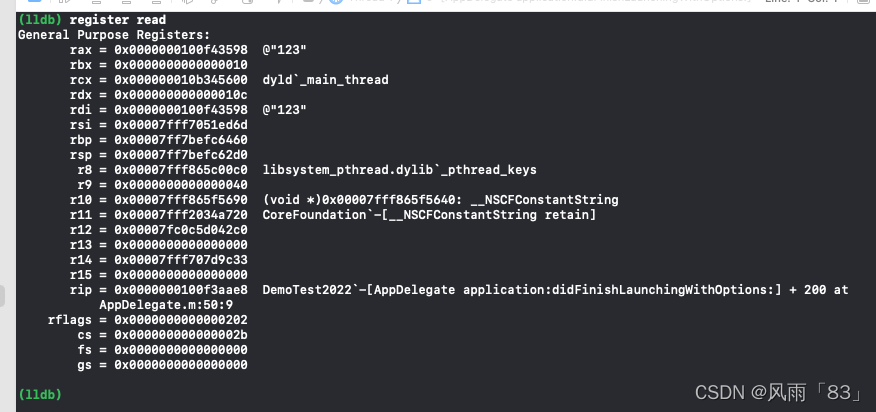 (lldb) register read
General Purpose Registers:
rax = 0x0000000100f43598  @"123"
rbx = 0x0000000000000010
rcx = 0x000000010b345600  dyld`_main_thread
rdx = 0x000000000000010c
rdi = 0x0000000100f43598  @"123"
rsi = 0x00007fff7051ed6d
rbp = 0x00007ff7befc6460
rsp = 0x00007ff7befc62d0
r8 = 0x00007fff865c00c0  libsystem_pthread.dylib`_pthread_keys
r9 = 0x0000000000000040
r10 = 0x00007fff865f5690  (void *)0x00007fff865f5640: __NSCFConstantString
r11 = 0x00007fff2034a720  CoreFoundation`-[__NSCFConstantString retain]
r12 = 0x00007fc0c5d042c0
r13 = 0x0000000000000000
r14 = 0x00007fff707d9c33
r15 = 0x0000000000000000
rip = 0x0000000100f3aae8  DemoTest2022`-[AppDelegate application:didFinishLaunchingWithOptions:] + 200 at
AppDelegate.m:50:9
rflags = 0x0000000000000202
cs = 0x000000000000002b
fs = 0x0000000000000000
gs = 0x0000000000000000
(lldb)
CSDN @风雨「83」